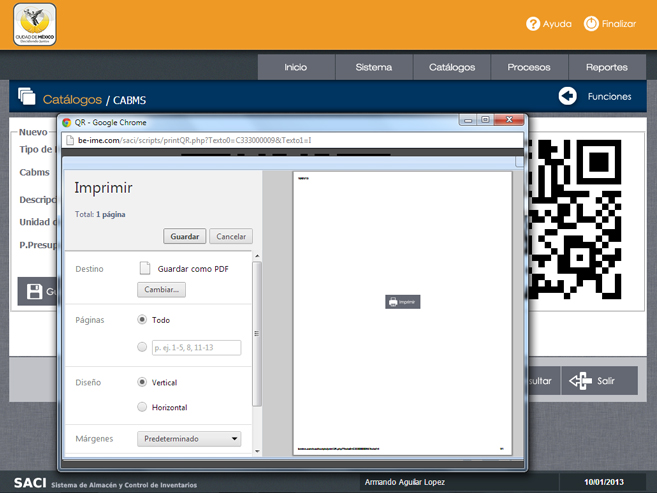 CIUDAD DE MÉXICO
Ayuda
Finalizar
Inicio
Sistema
Catálogos
Procesos
Reportes
Catálogos / CABMS
Funciones
QR - Google Chrome
be-ime.com/saci/scripts/printQR.php?Texto0=C333000009&Texto1=I
Nuevo
Tipo de
Cabms
Descripc
Unidad d
P.Presup
Imprimir
Total: 1 página
Guardar
Cancelar
Destino
Guardar como PDF
Cambiar...
Páginas
Todo
p. ej. 1-5, 8, 11-13
Diseño
Vertical
Horizontal
Márgenes
Predeterminado
Imprimir
sultar
Salir
SACI Sistema de Almacén y Control de Inventarios
Armando Aguilar Lopez
10/01/2013